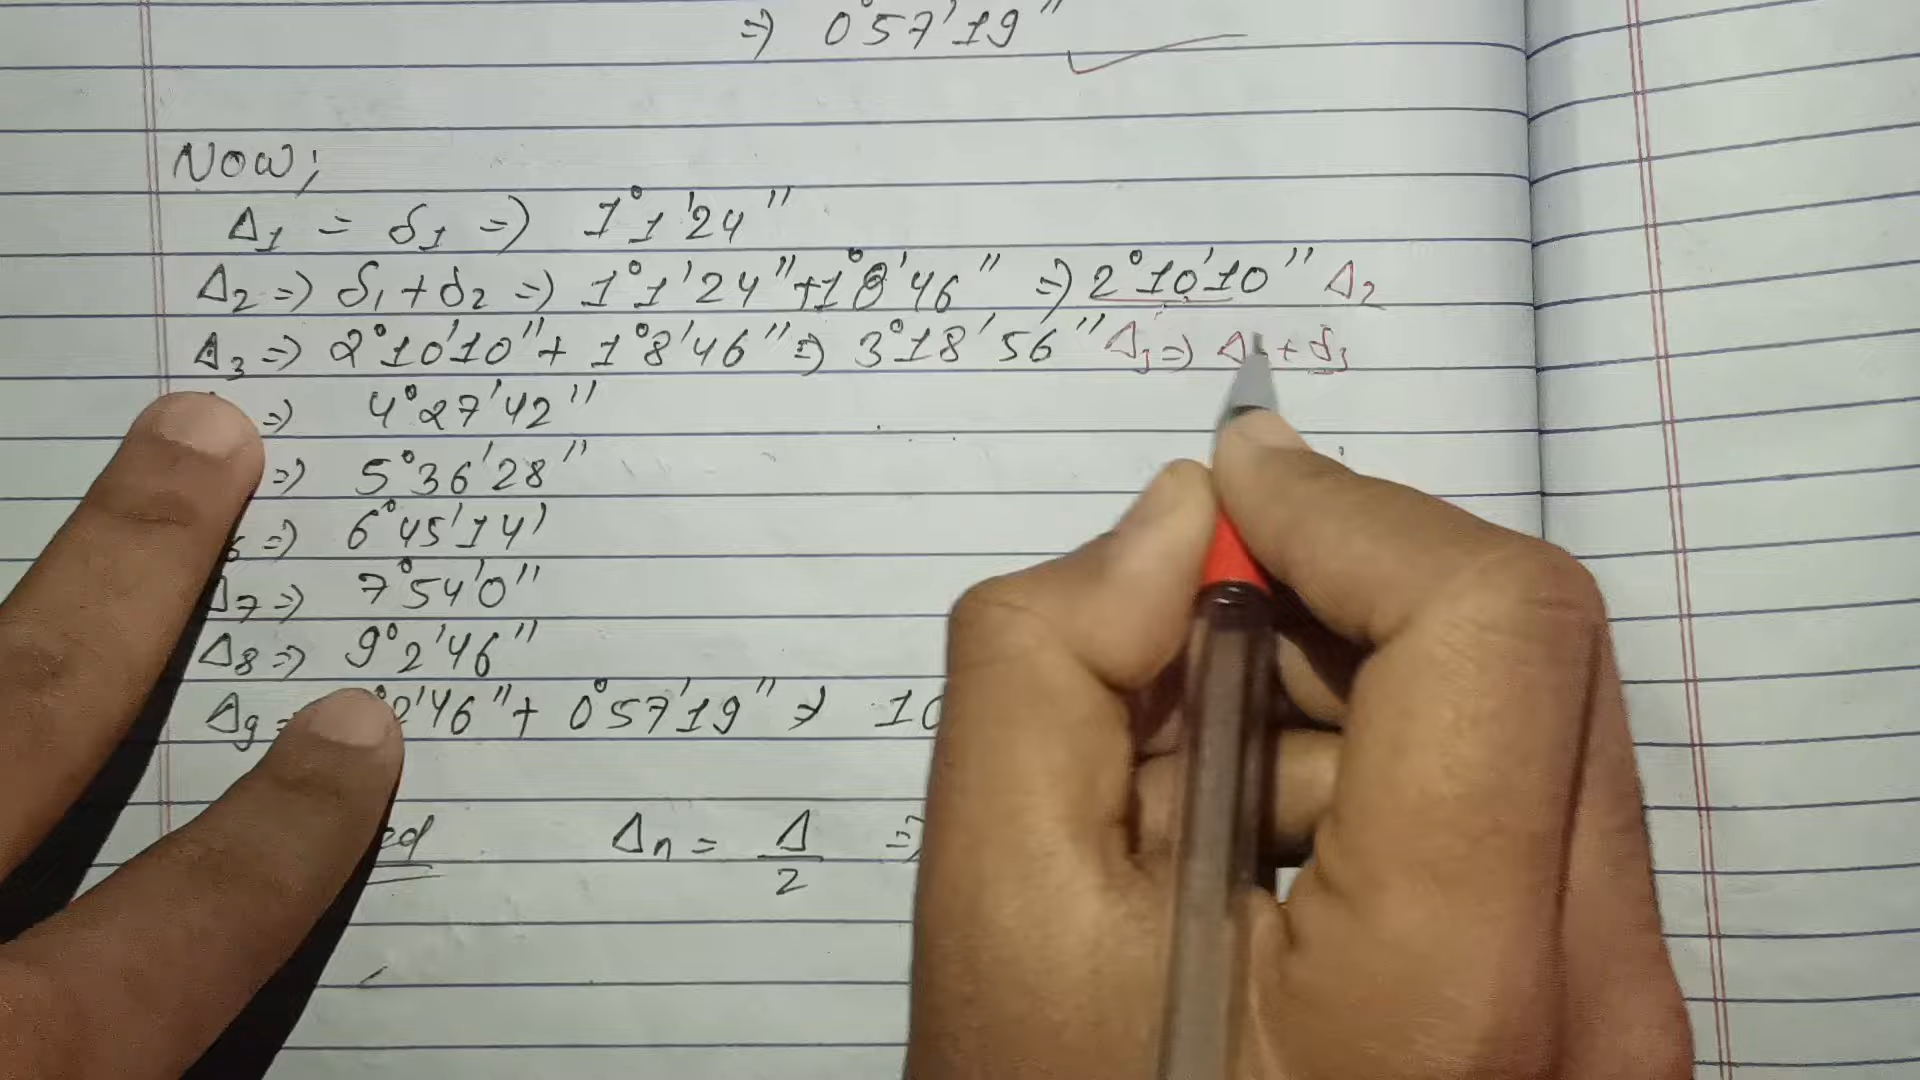 =) 0°57'19"
NOW;
Δ1 = δ1 =) 1°1'24"
Δ2 =) δ1+δ2 =) 1°1'24"+1°8'46" =) 2°10'10" Δ2
Δ3 =) 2°10'10"+ 1°8'46" =) 3°18'56" Δ3 =) Δ + δ3
=) 4°27'42"
=) 5°36'28"
6 =) 6°45'14'
Δ7 =) 7°54'0"
Δ8 =) 9°2'46"
Δ9 = °2'46"+ 0°57'19" => 10
Δn = Δ/2 =)